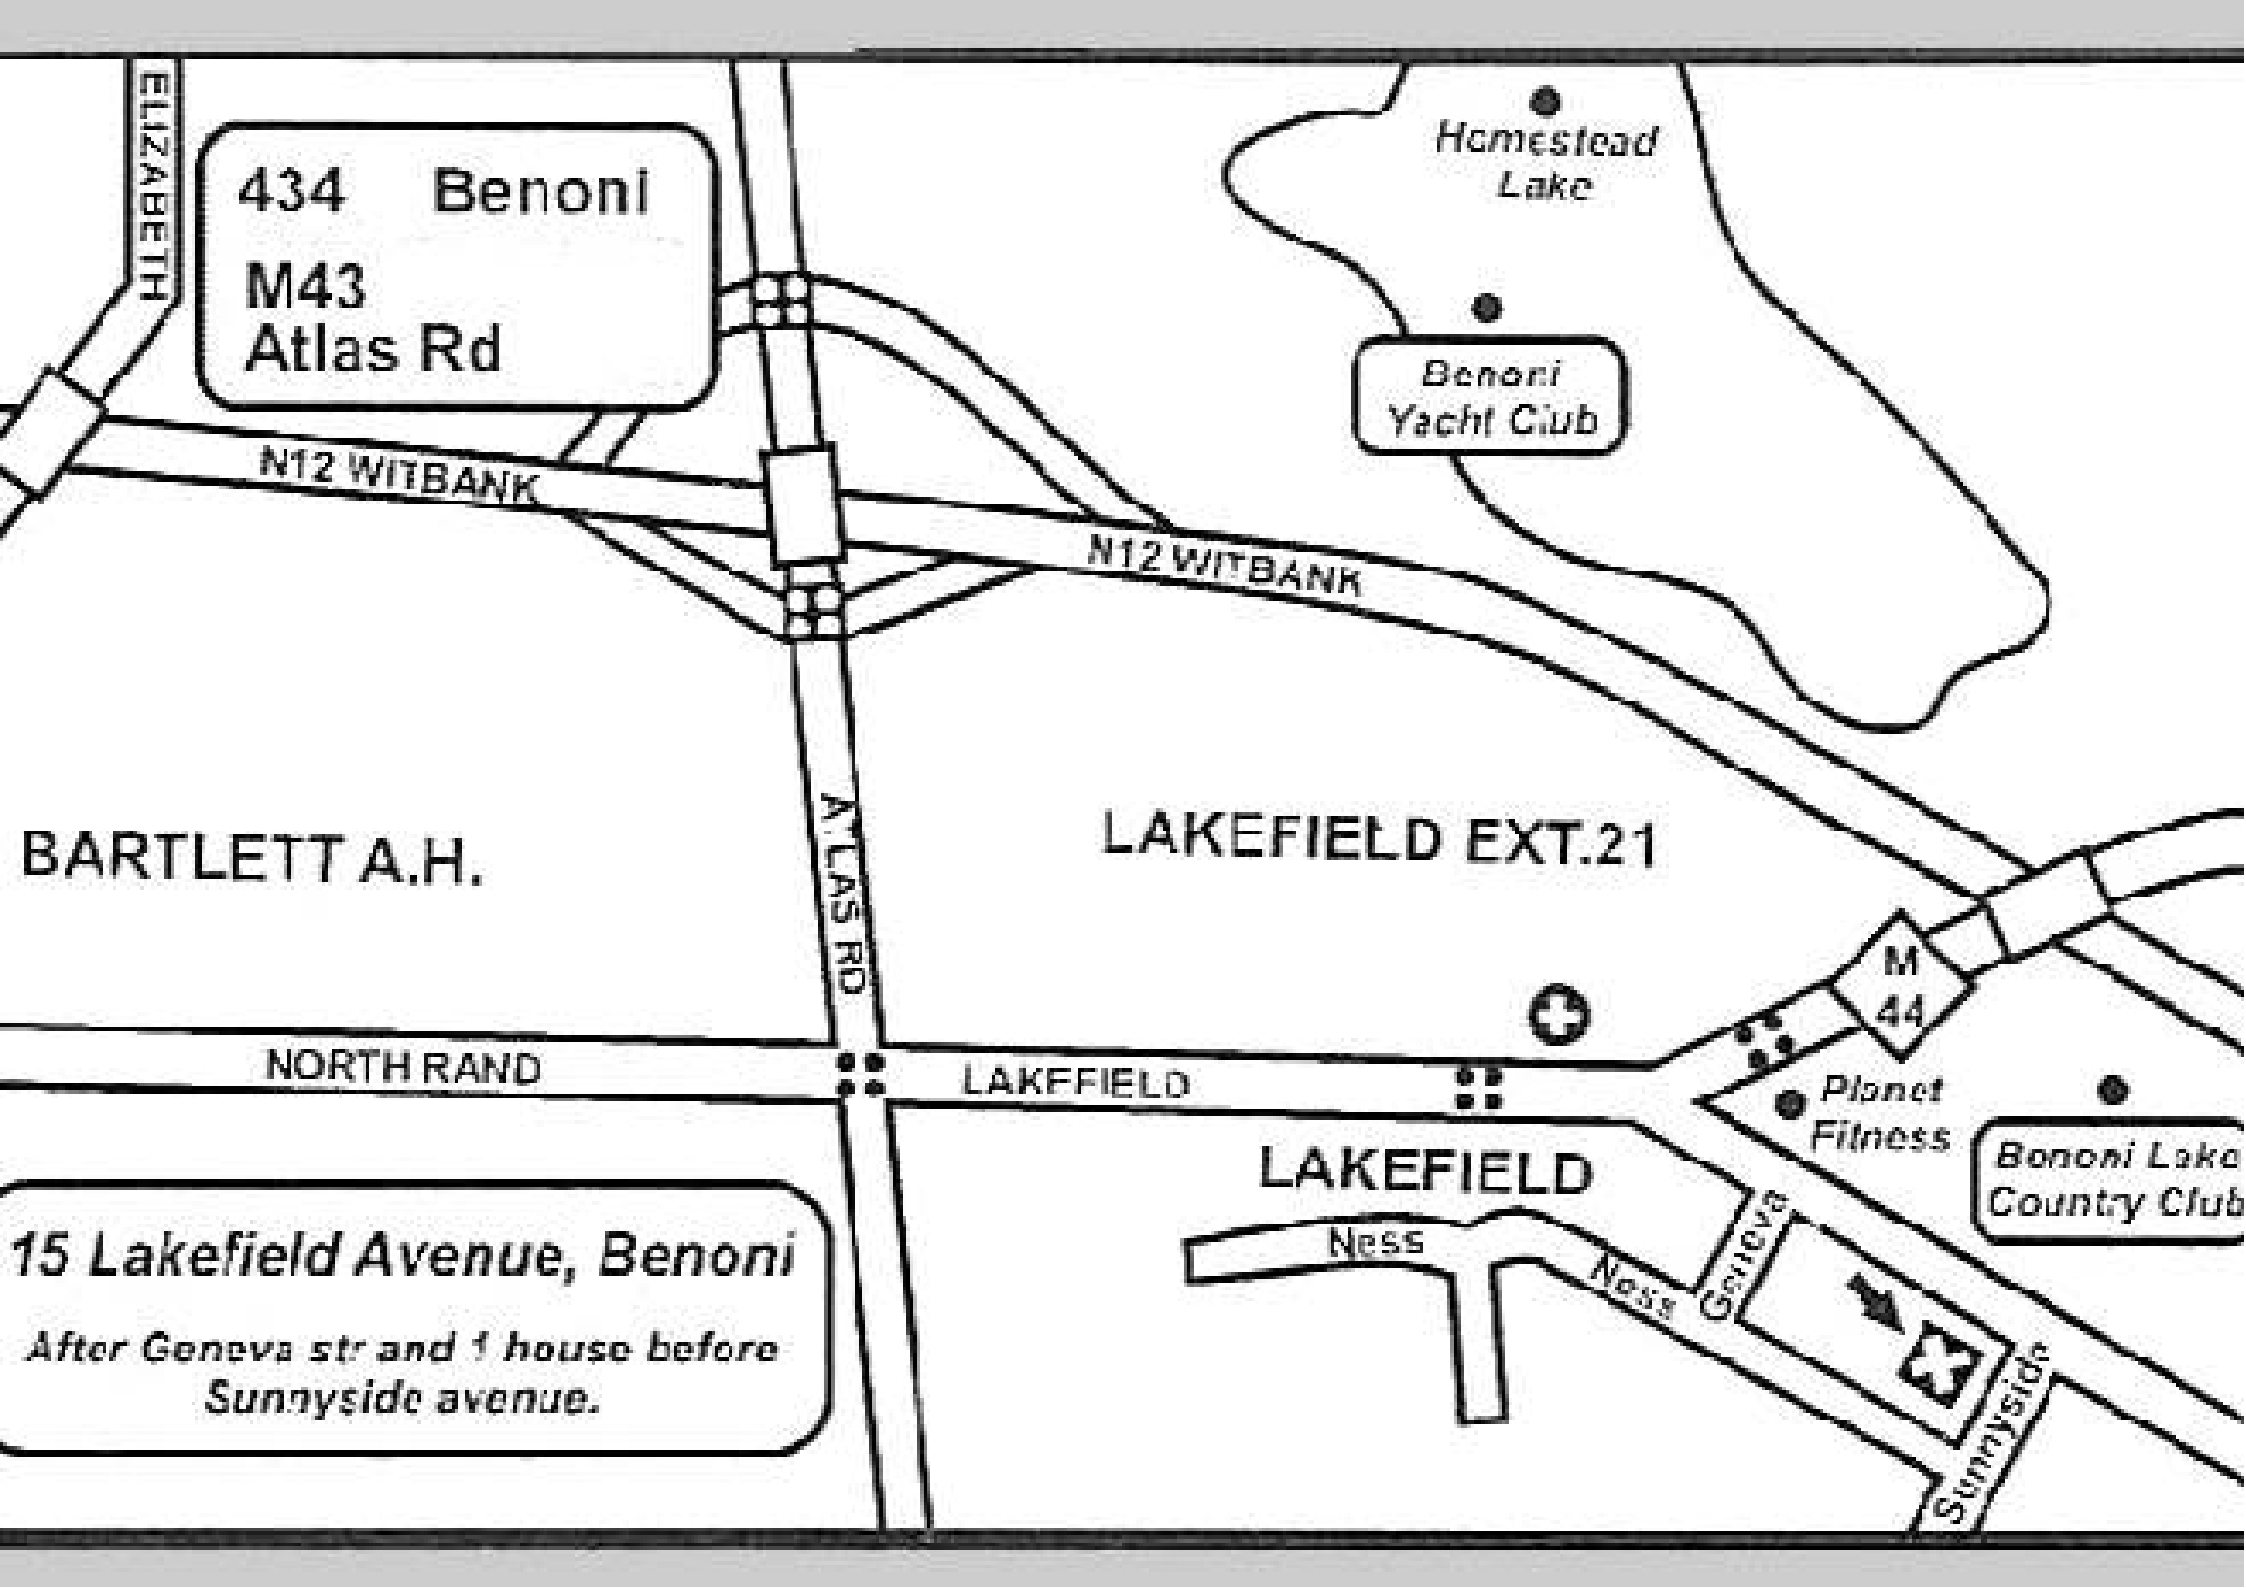 ELIZABETH
434 Benoni
M43
Atlas Rd
Homestead
Lake
Benoni
Yacht Club
N12 WITBANK
N12 WITBANK
BARTLETT A.H.
ATLAS RD
LAKEFIELD EXT.21
M
44
NORTH RAND
LAKEFIELD
Planet
Fitness
Benoni Lake
Country Club
LAKEFIELD
Ness
Ness
Geneva
Sunnyside
15 Lakefield Avenue, Benoni
After Geneva str and 1 house before
Sunnyside avenue.